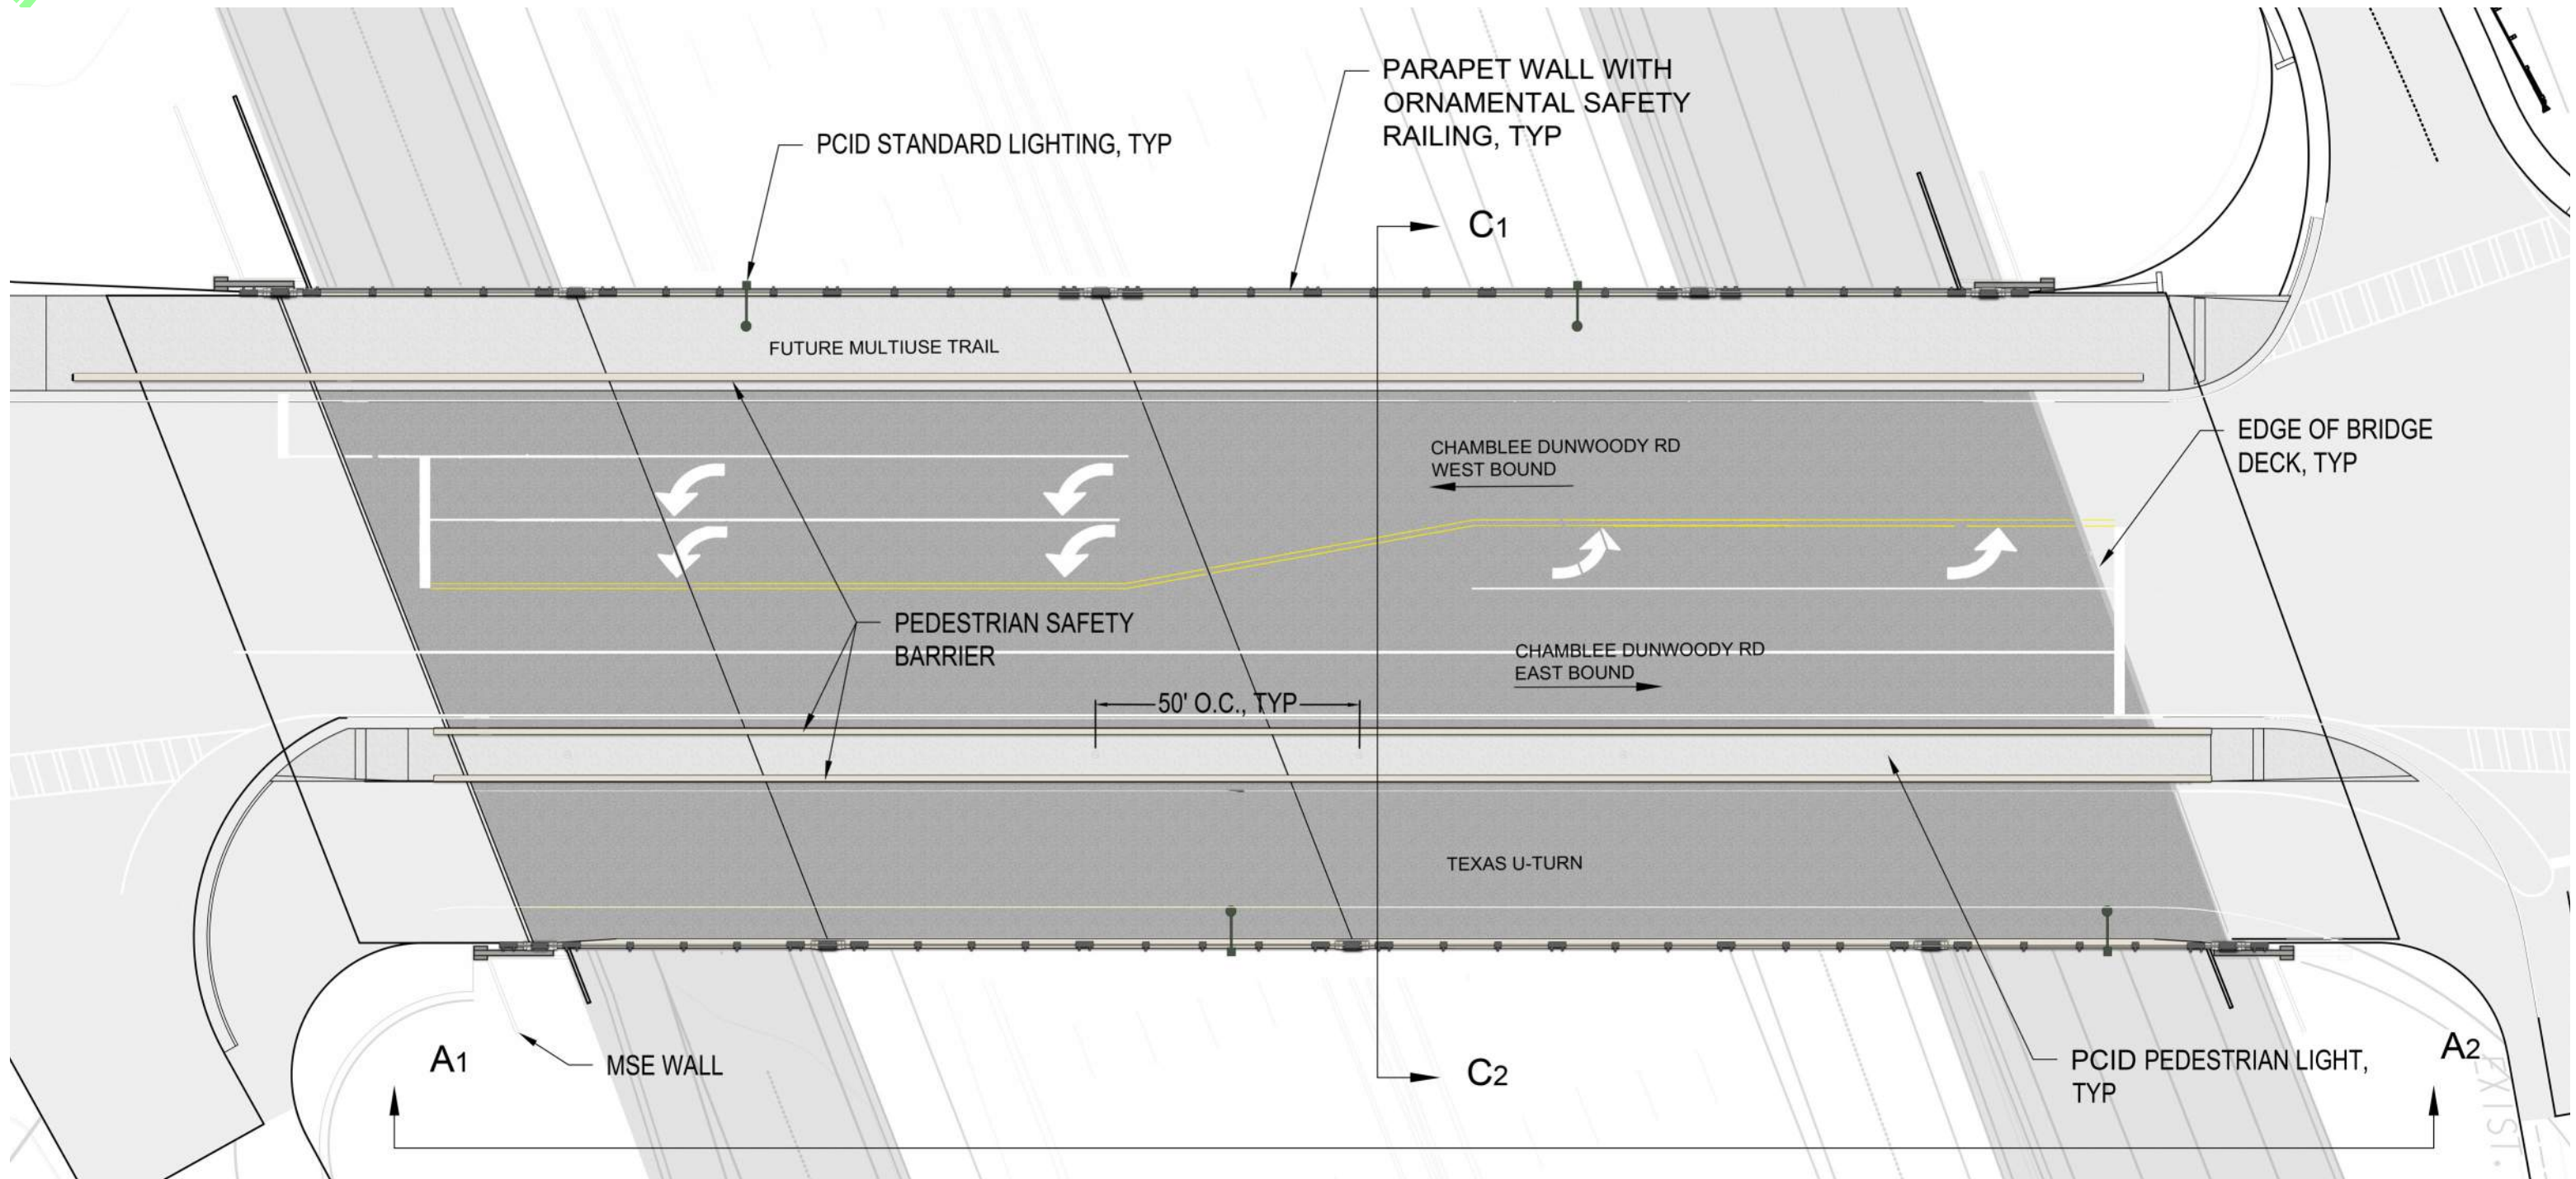 PARAPET WALL WITH
ORNAMENTAL SAFETY
RAILING, TYP
PCID STANDARD LIGHTING, TYP
C1
FUTURE MULTIUSE TRAIL
CHAMBLEE DUNWOODY RD
WEST BOUND
EDGE OF BRIDGE
DECK, TYP
PEDESTRIAN SAFETY
BARRIER
CHAMBLEE DUNWOODY RD
EAST BOUND
50' O.C., TYP
TEXAS U-TURN
A1
MSE WALL
C2
PCID PEDESTRIAN LIGHT,
TYP
A2
EXIST.